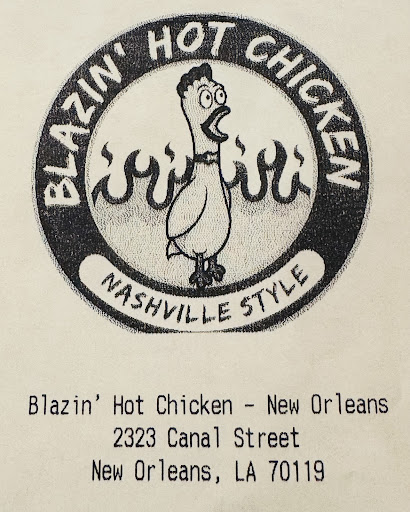 BLAZIN' HOT CHICKEN
NASHVILLE STYLE
Blazin' Hot Chicken - New Orleans
2323 Canal Street
New Orleans, LA 70119